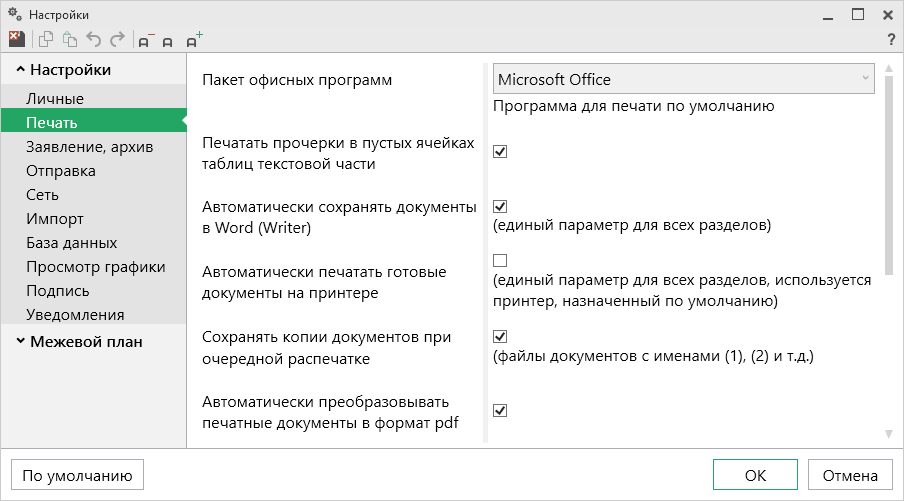 Настройки
?
Настройки
Личные
Печать
Заявление, архив
Отправка
Сеть
Импорт
База данных
Просмотр графики
Подпись
Уведомления
Межевой план
Пакет офисных программ
Microsoft Office
Программа для печати по умолчанию
Печатать прочерки в пустых ячейках
таблиц текстовой части
Автоматически сохранять документы
в Word (Writer)
(единый параметр для всех разделов)
Автоматически печатать готовые
документы на принтере
(единый параметр для всех разделов, используется
принтер, назначенный по умолчанию)
Сохранять копии документов при
очередной распечатке
(файлы документов с именами (1), (2) и т.д.)
Автоматически преобразовывать
печатные документы в формат pdf
По умолчанию
ОК
Отмена